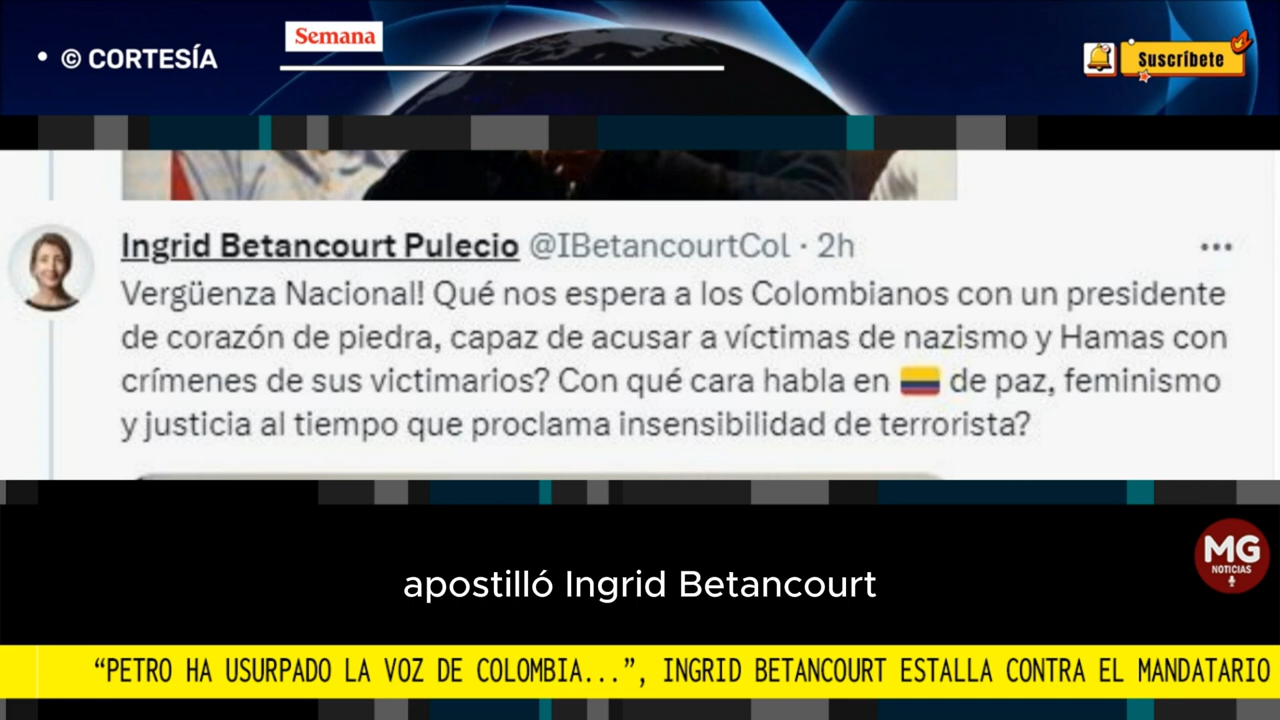 • © CORTESÍA
Semana
Suscríbete
Ingrid Betancourt Pulecio @IBetancourtCol · 2h
Vergüenza Nacional! Qué nos espera a los Colombianos con un presidente
de corazón de piedra, capaz de acusar a víctimas de nazismo y Hamas con
crímenes de sus victimarios? Con qué cara habla en 🇨🇴 de paz, feminismo
y justicia al tiempo que proclama insensibilidad de terrorista?
MG
NOTICIAS
apostilló Ingrid Betancourt
“PETRO HA USURPADO LA VOZ DE COLOMBIA...”, INGRID BETANCOURT ESTALLA CONTRA EL MANDATARIO